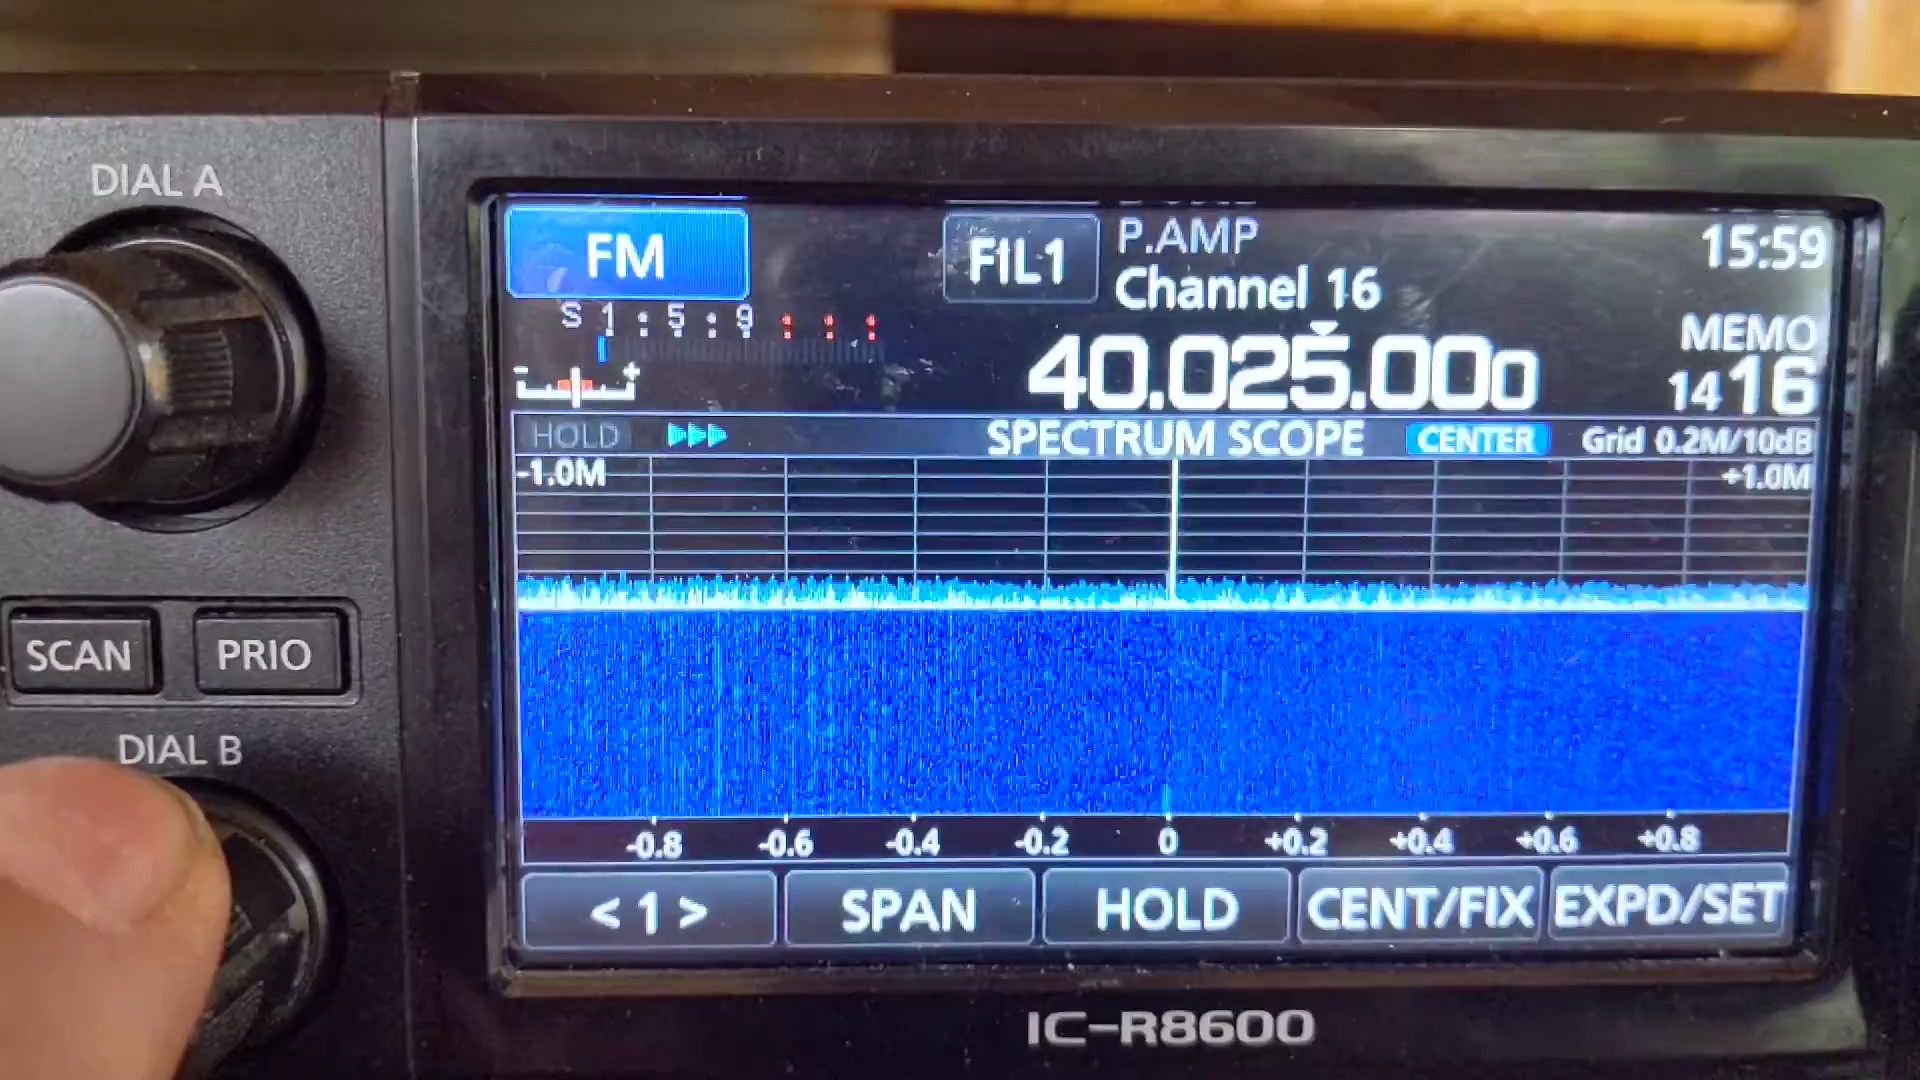 DIAL A
SCAN
PRIO
DIAL B
FM
FIL1
P.AMP
Channel 16
15:59
S 1 : 5 : 9 : : :
- +
40.025.000
MEMO
14 16
HOLD
SPECTRUM SCOPE
CENTER
Grid 0.2M/10dB
-1.0M
+1.0M
-0.8 -0.6 -0.4 -0.2 0 +0.2 +0.4 +0.6 +0.8
< 1 >
SPAN
HOLD
CENT/FIX
EXPD/SET
IC-R8600